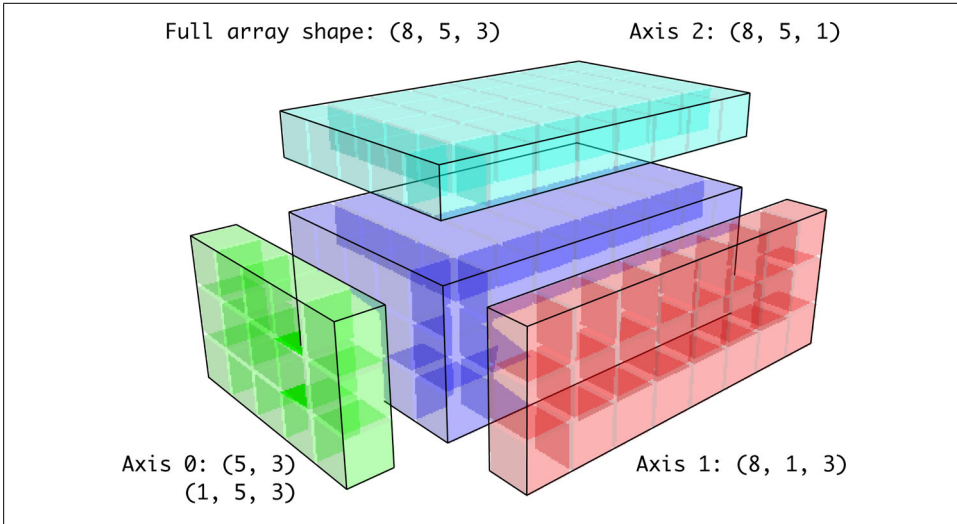 Full array shape: (8, 5, 3)
Axis 2: (8, 5, 1)
Axis 0: (5, 3)
(1, 5, 3)
Axis 1: (8, 1, 3)